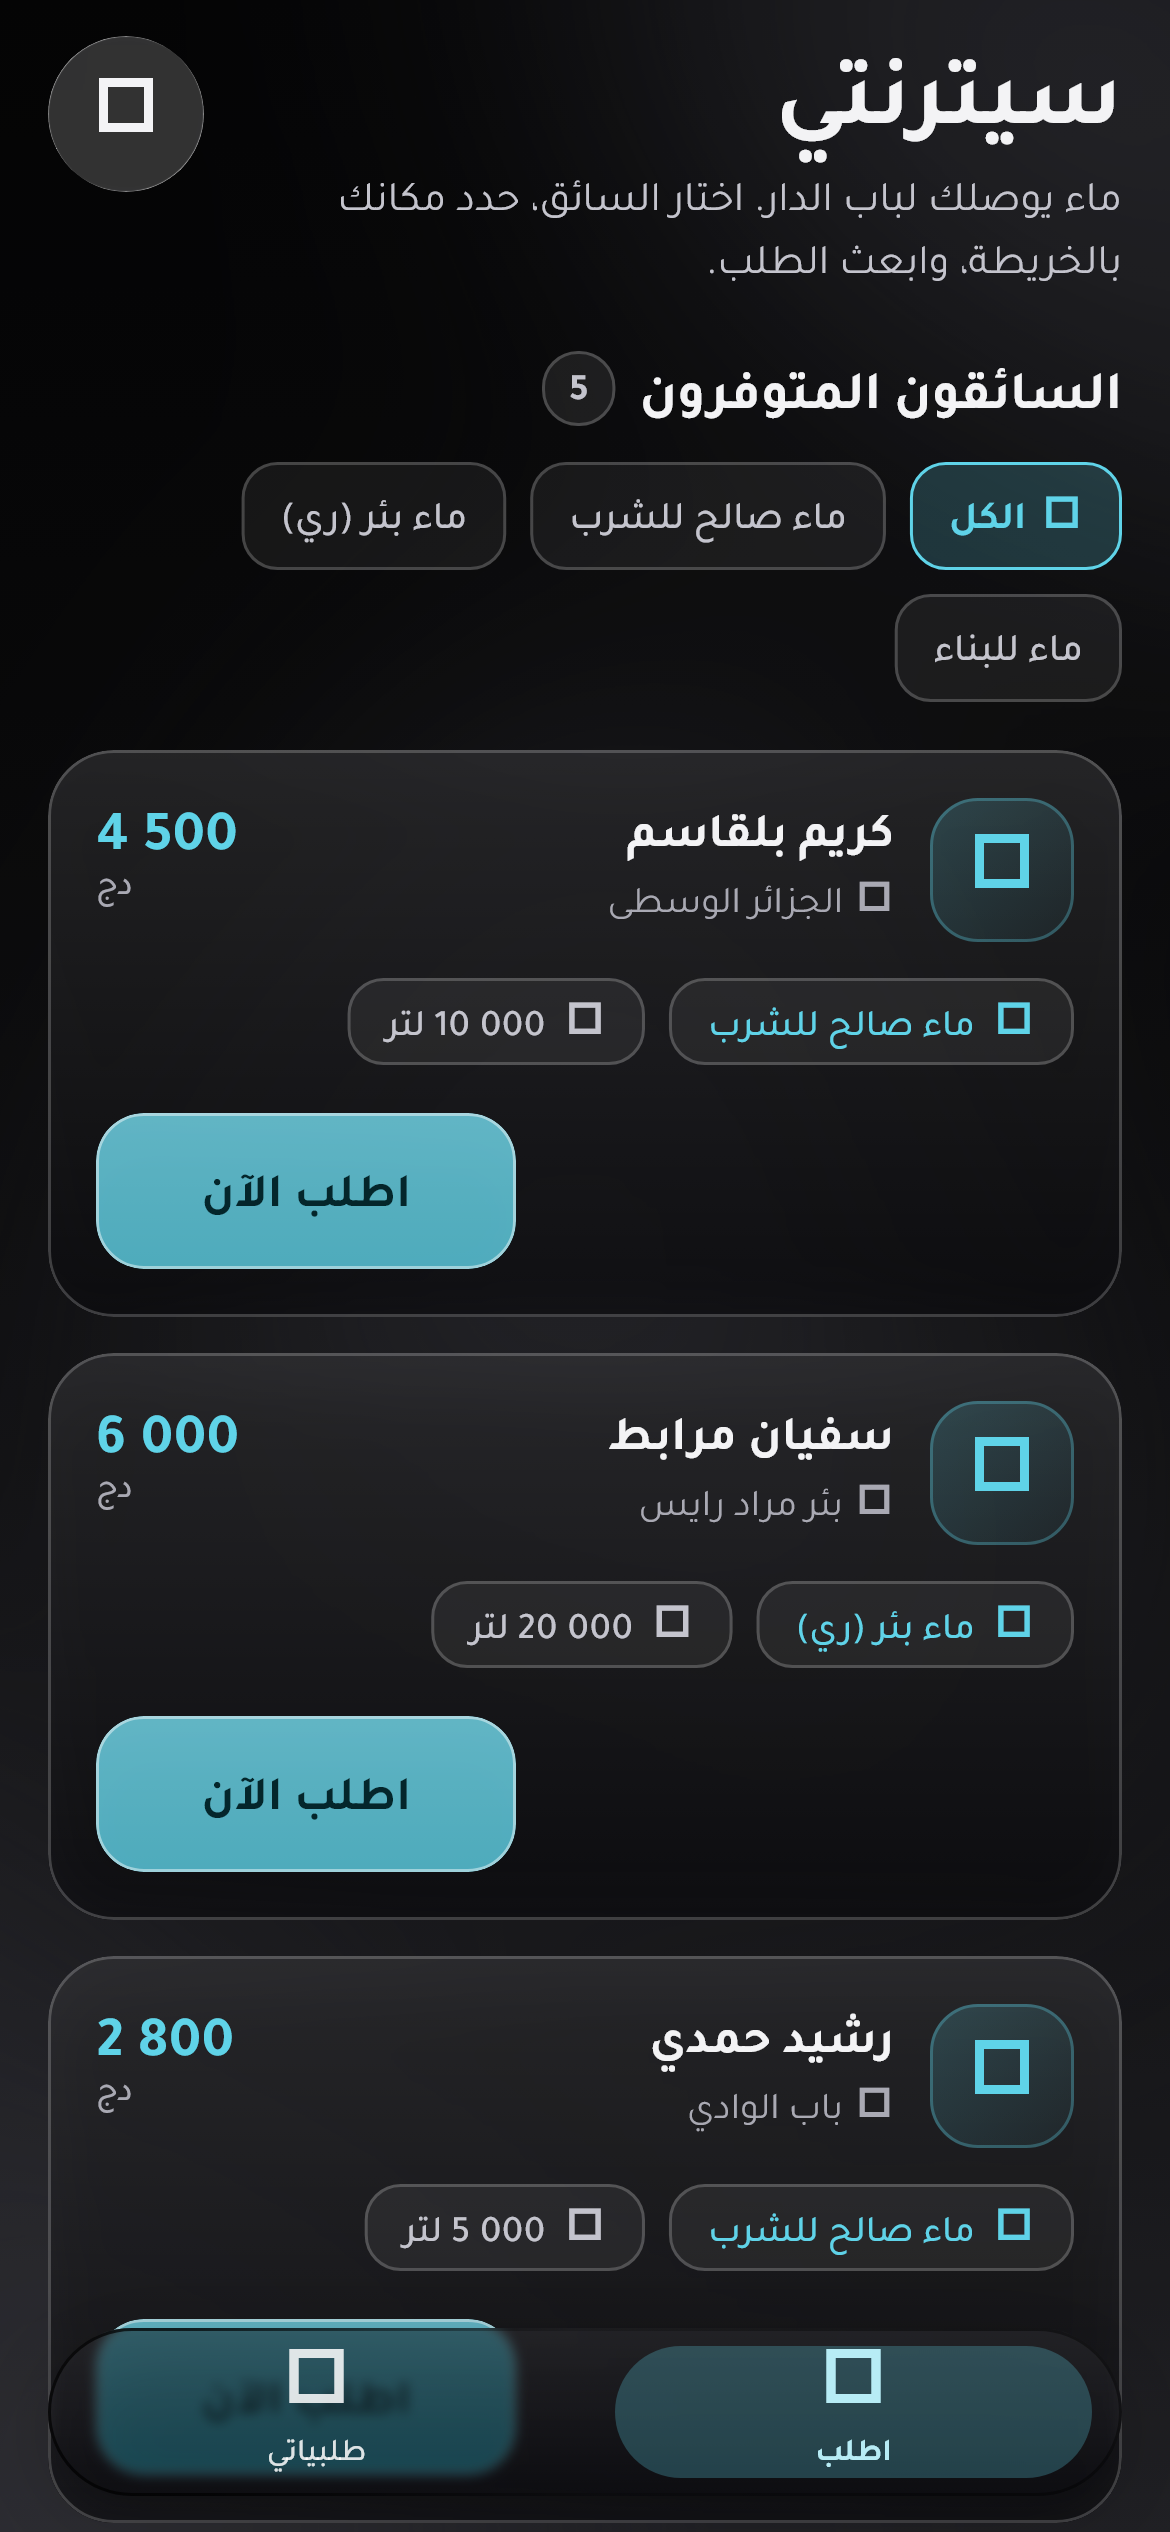 سيترنتي
ماء يوصلك لباب الدار. اختار السائق، حدد مكانك
بالخريطة، وابعث الطلب.
السائقون المتوفرون 5
الكل
ماء صالح للشرب
ماء بئر (ري)
ماء للبناء
كريم بلقاسم
4 500
الجزائر الوسطى
دج
ماء صالح للشرب
10 000 لتر
اطلب الآن
سفيان مرابط
6 000
بئر مراد رايس
دج
ماء بئر (ري)
20 000 لتر
اطلب الآن
رشيد حمدي
2 800
باب الوادي
دج
ماء صالح للشرب
5 000 لتر
اطلب الآن
اطلب
طلبياتي